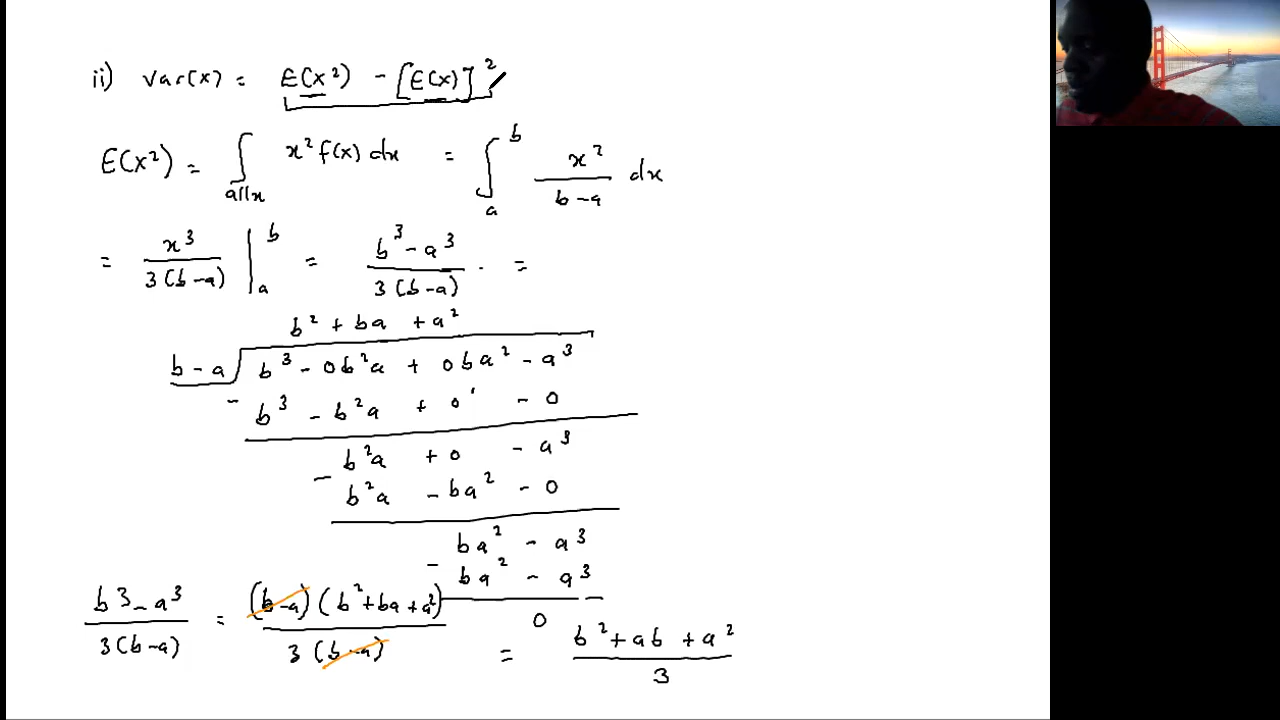 ii) Var(x) = E(X²) - [E(x)]²
E(X²) = ∫ all x x² f(x) dx = ∫ₐᵇ x²/(b-a) dx
= x³/3(b-a) |ₐᵇ = (b³ - a³)/3(b-a) . =
b² + ba + a²
b - a ) b³ - 0b²a + 0ba² - a³
- b³ - b²a + 0 - 0
b²a + 0 - a³
- b²a - ba² - 0
ba² - a³
- ba² - a³
0
(b³ - a³)/3(b-a) = (b-a)(b² + ba + a²)/3(b-a) = (b² + ab + a²)/3